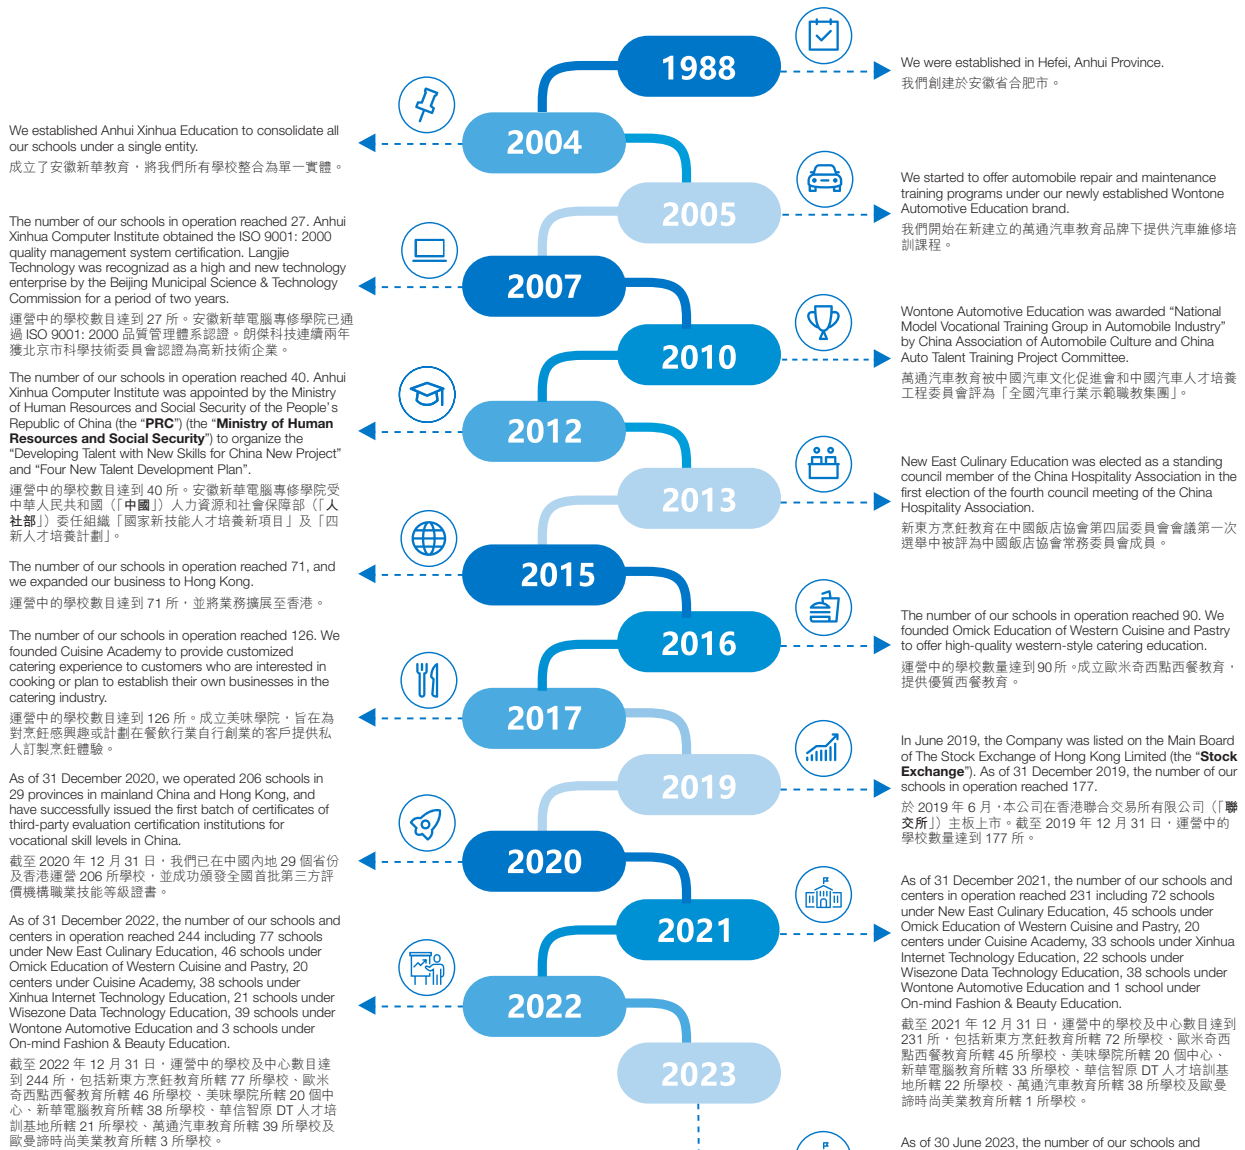 1988
We were established in Hefei, Anhui Province.
我們創建於安徽省合肥市。
2004
We established Anhui Xinhua Education to consolidate all
our schools under a single entity.
成立了安徽新華教育，將我們所有學校整合為單一實體。
2005
We started to offer automobile repair and maintenance
training programs under our newly established Wontone
Automotive Education brand.
我們開始在新建立的萬通汽車教育品牌下提供汽車維修培
訓課程。
2007
The number of our schools in operation reached 27. Anhui
Xinhua Computer Institute obtained the ISO 9001: 2000
quality management system certification. Langjie
Technology was recognizad as a high and new technology
enterprise by the Beijing Municipal Science & Technology
Commission for a period of two years.
運營中的學校數目達到 27 所。安徽新華電腦專修學院已通
過 ISO 9001: 2000 品質管理體系認證。朗傑科技連續兩年
獲北京市科學技術委員會認證為高新技術企業。
2010
Wontone Automotive Education was awarded “National
Model Vocational Training Group in Automobile Industry”
by China Association of Automobile Culture and China
Auto Talent Training Project Committee.
萬通汽車教育被中國汽車文化促進會和中國汽車人才培養
工程委員會評為「全國汽車行業示範職教集團」。
2012
The number of our schools in operation reached 40. Anhui
Xinhua Computer Institute was appointed by the Ministry
of Human Resources and Social Security of the People’s
Republic of China (the “PRC”) (the “Ministry of Human
Resources and Social Security”) to organize the
“Developing Talent with New Skills for China New Project”
and “Four New Talent Development Plan”.
運營中的學校數目達到 40 所。安徽新華電腦專修學院受
中華人民共和國（「中國」）人力資源和社會保障部（「人
社部」）委任組織「國家新技能人才培養新項目」及「四
新人才培養計劃」。
2013
New East Culinary Education was elected as a standing
council member of the China Hospitality Association in the
first election of the fourth council meeting of the China
Hospitality Association.
新東方烹飪教育在中國飯店協會第四屆委員會會議第一次
選舉中被評為中國飯店協會常務委員會成員。
2015
The number of our schools in operation reached 71, and
we expanded our business to Hong Kong.
運營中的學校數目達到 71 所，並將業務擴展至香港。
2016
The number of our schools in operation reached 90. We
founded Omick Education of Western Cuisine and Pastry
to offer high-quality western-style catering education.
運營中的學校數量達到 90 所。成立歐米奇西點西餐教育，
提供優質西餐教育。
2017
The number of our schools in operation reached 126. We
founded Cuisine Academy to provide customized
catering experience to customers who are interested in
cooking or plan to establish their own businesses in the
catering industry.
運營中的學校數目達到 126 所。成立美味學院，旨在為
對烹飪感興趣或計劃在餐飲行業自行創業的客戶提供私
人訂製烹飪體驗。
2019
In June 2019, the Company was listed on the Main Board
of The Stock Exchange of Hong Kong Limited (the “Stock
Exchange”). As of 31 December 2019, the number of our
schools in operation reached 177.
於 2019 年 6 月，本公司在香港聯合交易所有限公司（「聯
交所」）主板上市。截至 2019 年 12 月 31 日，運營中的
學校數量達到 177 所。
2020
As of 31 December 2020, we operated 206 schools in
29 provinces in mainland China and Hong Kong, and
have successfully issued the first batch of certificates of
third-party evaluation certification institutions for
vocational skill levels in China.
截至 2020 年 12 月 31 日，我們已在中國內地 29 個省份
及香港運營 206 所學校，並成功頒發全國首批第三方評
價機構職業技能等級證書。
2021
As of 31 December 2021, the number of our schools and
centers in operation reached 231 including 72 schools
under New East Culinary Education, 45 schools under
Omick Education of Western Cuisine and Pastry, 20
centers under Cuisine Academy, 33 schools under Xinhua
Internet Technology Education, 22 schools under
Wisezone Data Technology Education, 38 schools under
Wontone Automotive Education and 1 school under
On-mind Fashion & Beauty Education.
截至 2021 年 12 月 31 日，運營中的學校及中心數目達到
231 所，包括新東方烹飪教育所轄 72 所學校、歐米奇西
點西餐教育所轄 45 所學校、美味學院所轄 20 個中心、
新華電腦教育所轄 33 所學校、華信智原 DT 人才培訓基
地所轄 22 所學校、萬通汽車教育所轄 38 所學校及歐曼
諦時尚美業教育所轄 1 所學校。
2022
As of 31 December 2022, the number of our schools and
centers in operation reached 244 including 77 schools
under New East Culinary Education, 46 schools under
Omick Education of Western Cuisine and Pastry, 20
centers under Cuisine Academy, 38 schools under
Xinhua Internet Technology Education, 21 schools under
Wisezone Data Technology Education, 39 schools under
Wontone Automotive Education and 3 schools under
On-mind Fashion & Beauty Education.
截至 2022 年 12 月 31 日，運營中的學校及中心數目達
到 244 所，包括新東方烹飪教育所轄 77 所學校、歐米
奇西點西餐教育所轄 46 所學校、美味學院所轄 20 個中
心、新華電腦教育所轄 38 所學校、華信智原 DT 人才培
訓基地所轄 21 所學校、萬通汽車教育所轄 39 所學校及
歐曼諦時尚美業教育所轄 3 所學校。
2023
As of 30 June 2023, the number of our schools and